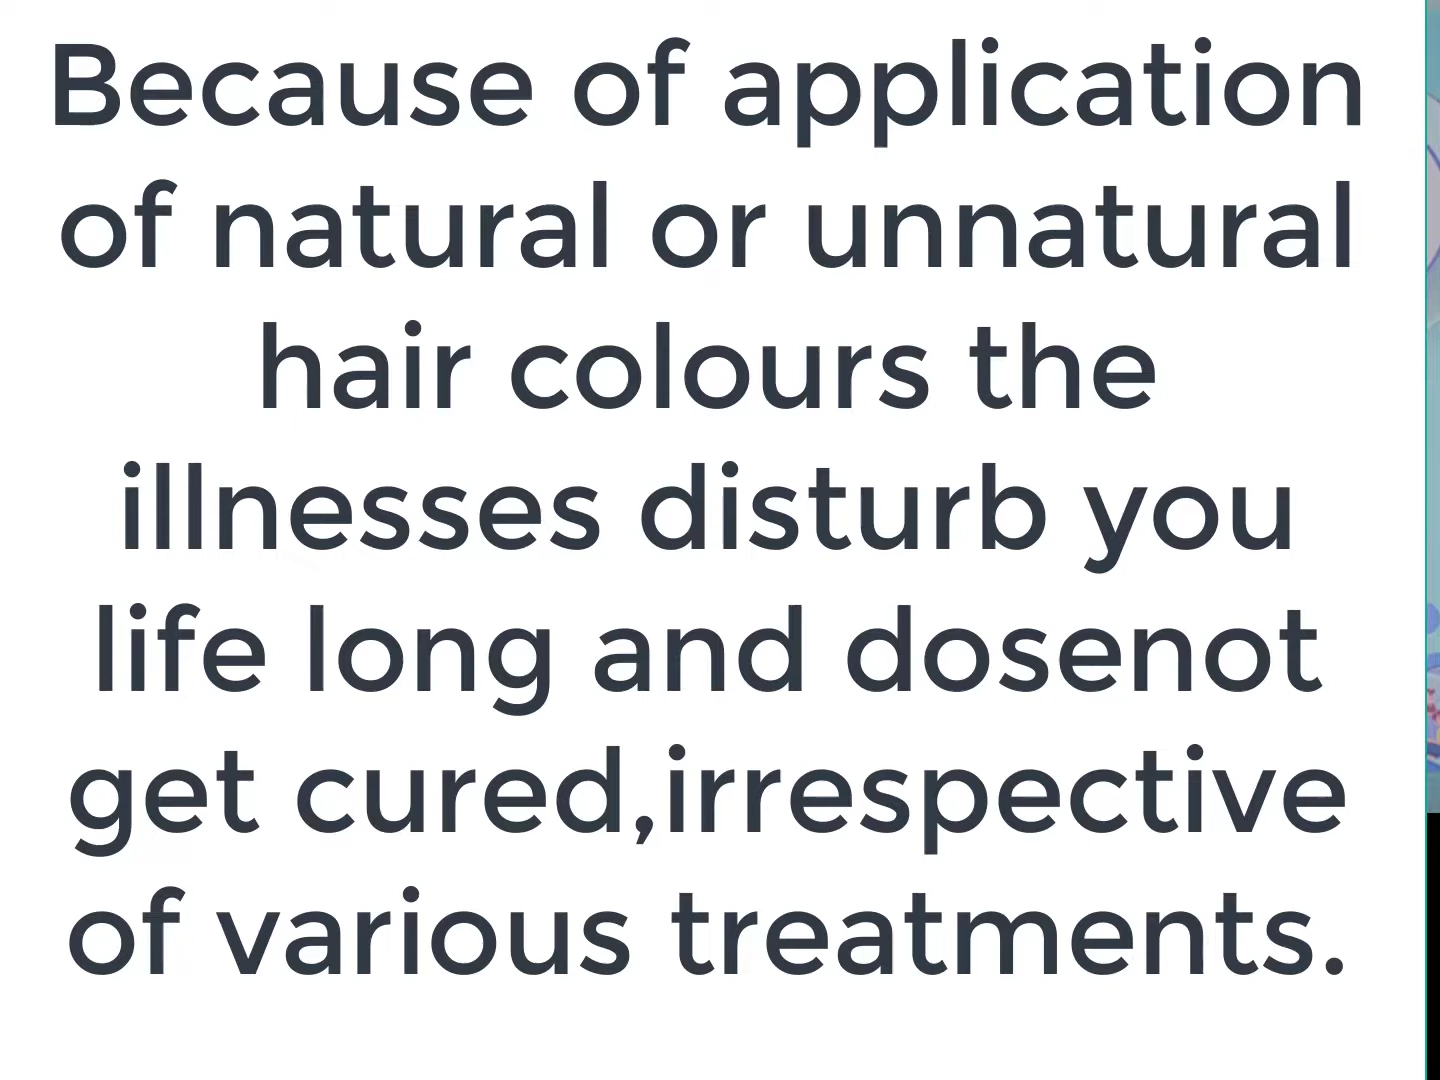 Because of application
of natural or unnatural
hair colours the
illnesses disturb you
life long and dosenot
get cured,irrespective
of various treatments.